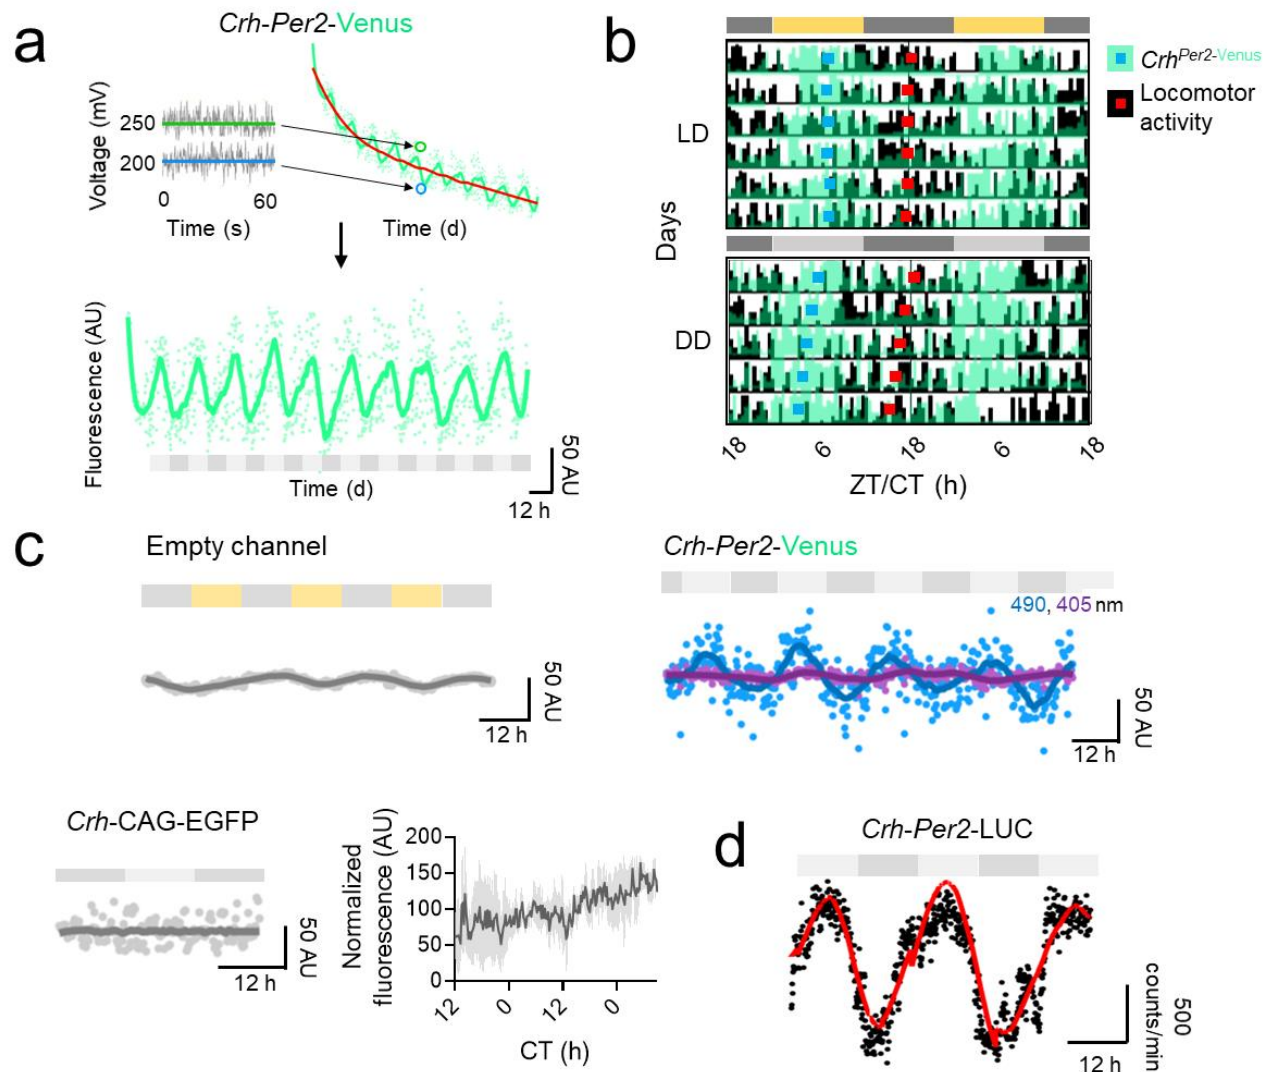 a
Crh-Per2-Venus
Voltage (mV)
250
200
0
60
Time (s)
Time (d)
Fluorescence (AU)
50 AU
Time (d)
12 h
b
CrhPer2-Venus
Locomotor
activity
LD
Days
DD
18
6
18
6
18
ZT/CT (h)
c
Empty channel
50 AU
12 h
Crh-Per2-Venus
490, 405 nm
50 AU
12 h
Crh-CAG-EGFP
50 AU
12 h
Normalized
fluorescence (AU)
200
150
100
50
0
12
0
12
0
CT (h)
d
Crh-Per2-LUC
500
counts/min
12 h